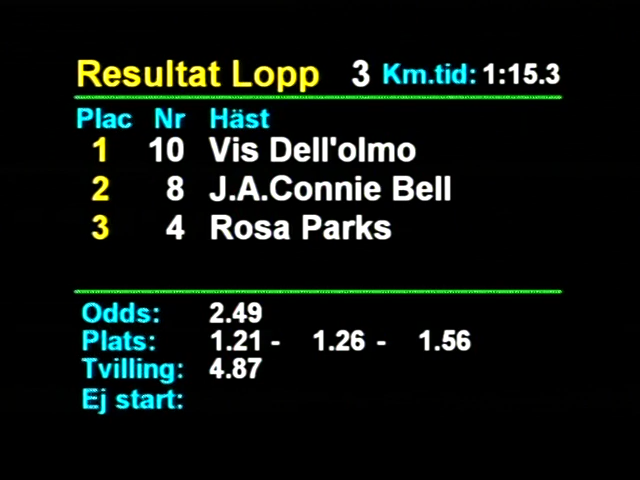 Resultat Lopp 3 Km.tid: 1:15.3
Plac Nr Häst
1 10 Vis Dell'olmo
2 8 J.A.Connie Bell
3 4 Rosa Parks
Odds: 2.49
Plats: 1.21 - 1.26 - 1.56
Tvilling: 4.87
Ej start: